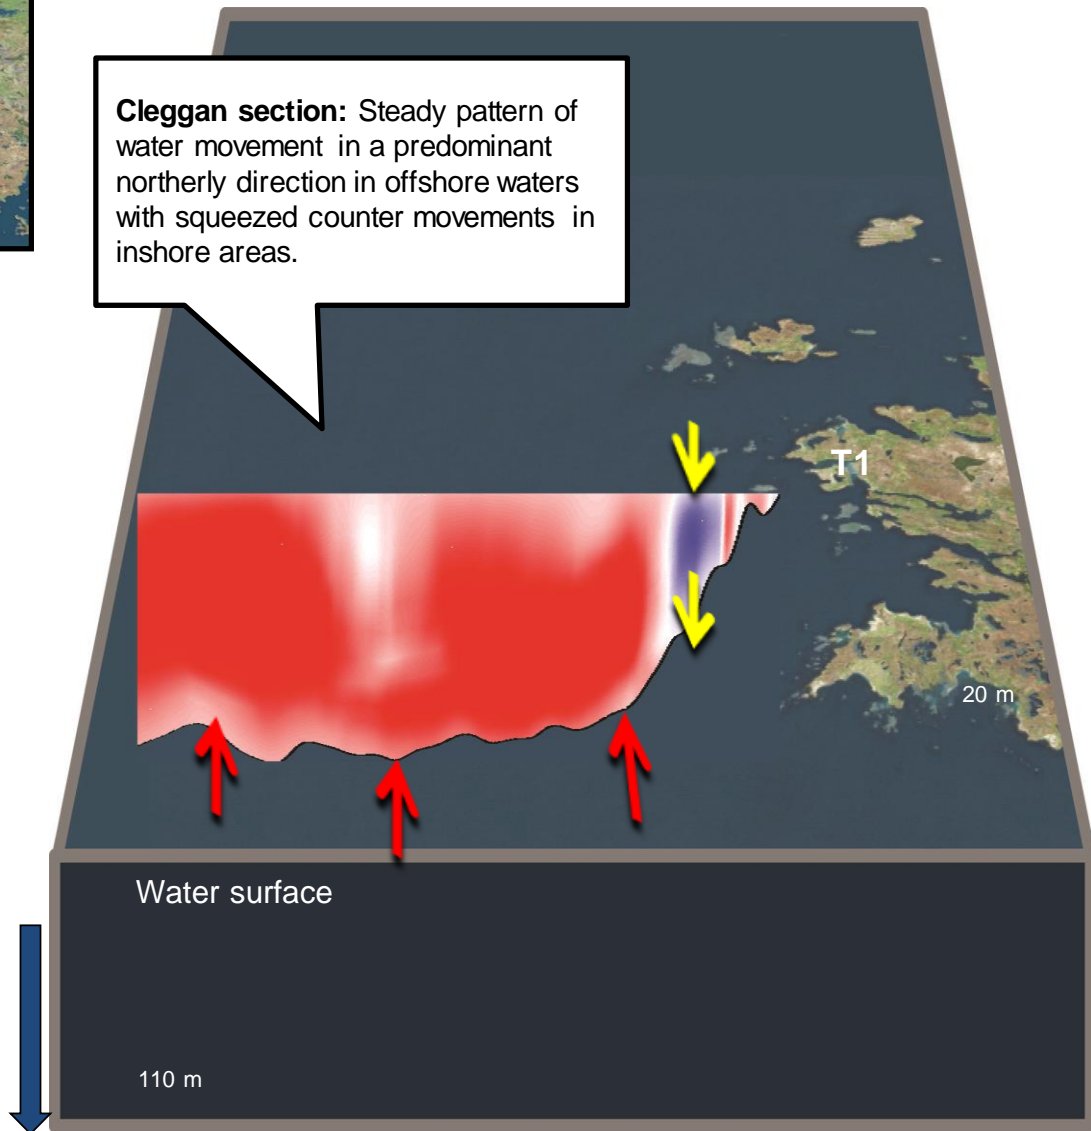 Cleggan section: Steady pattern of
water movement in a predominant
northerly direction in offshore waters
with squeezed counter movements in
inshore areas.
T1
20 m
Water surface
110 m